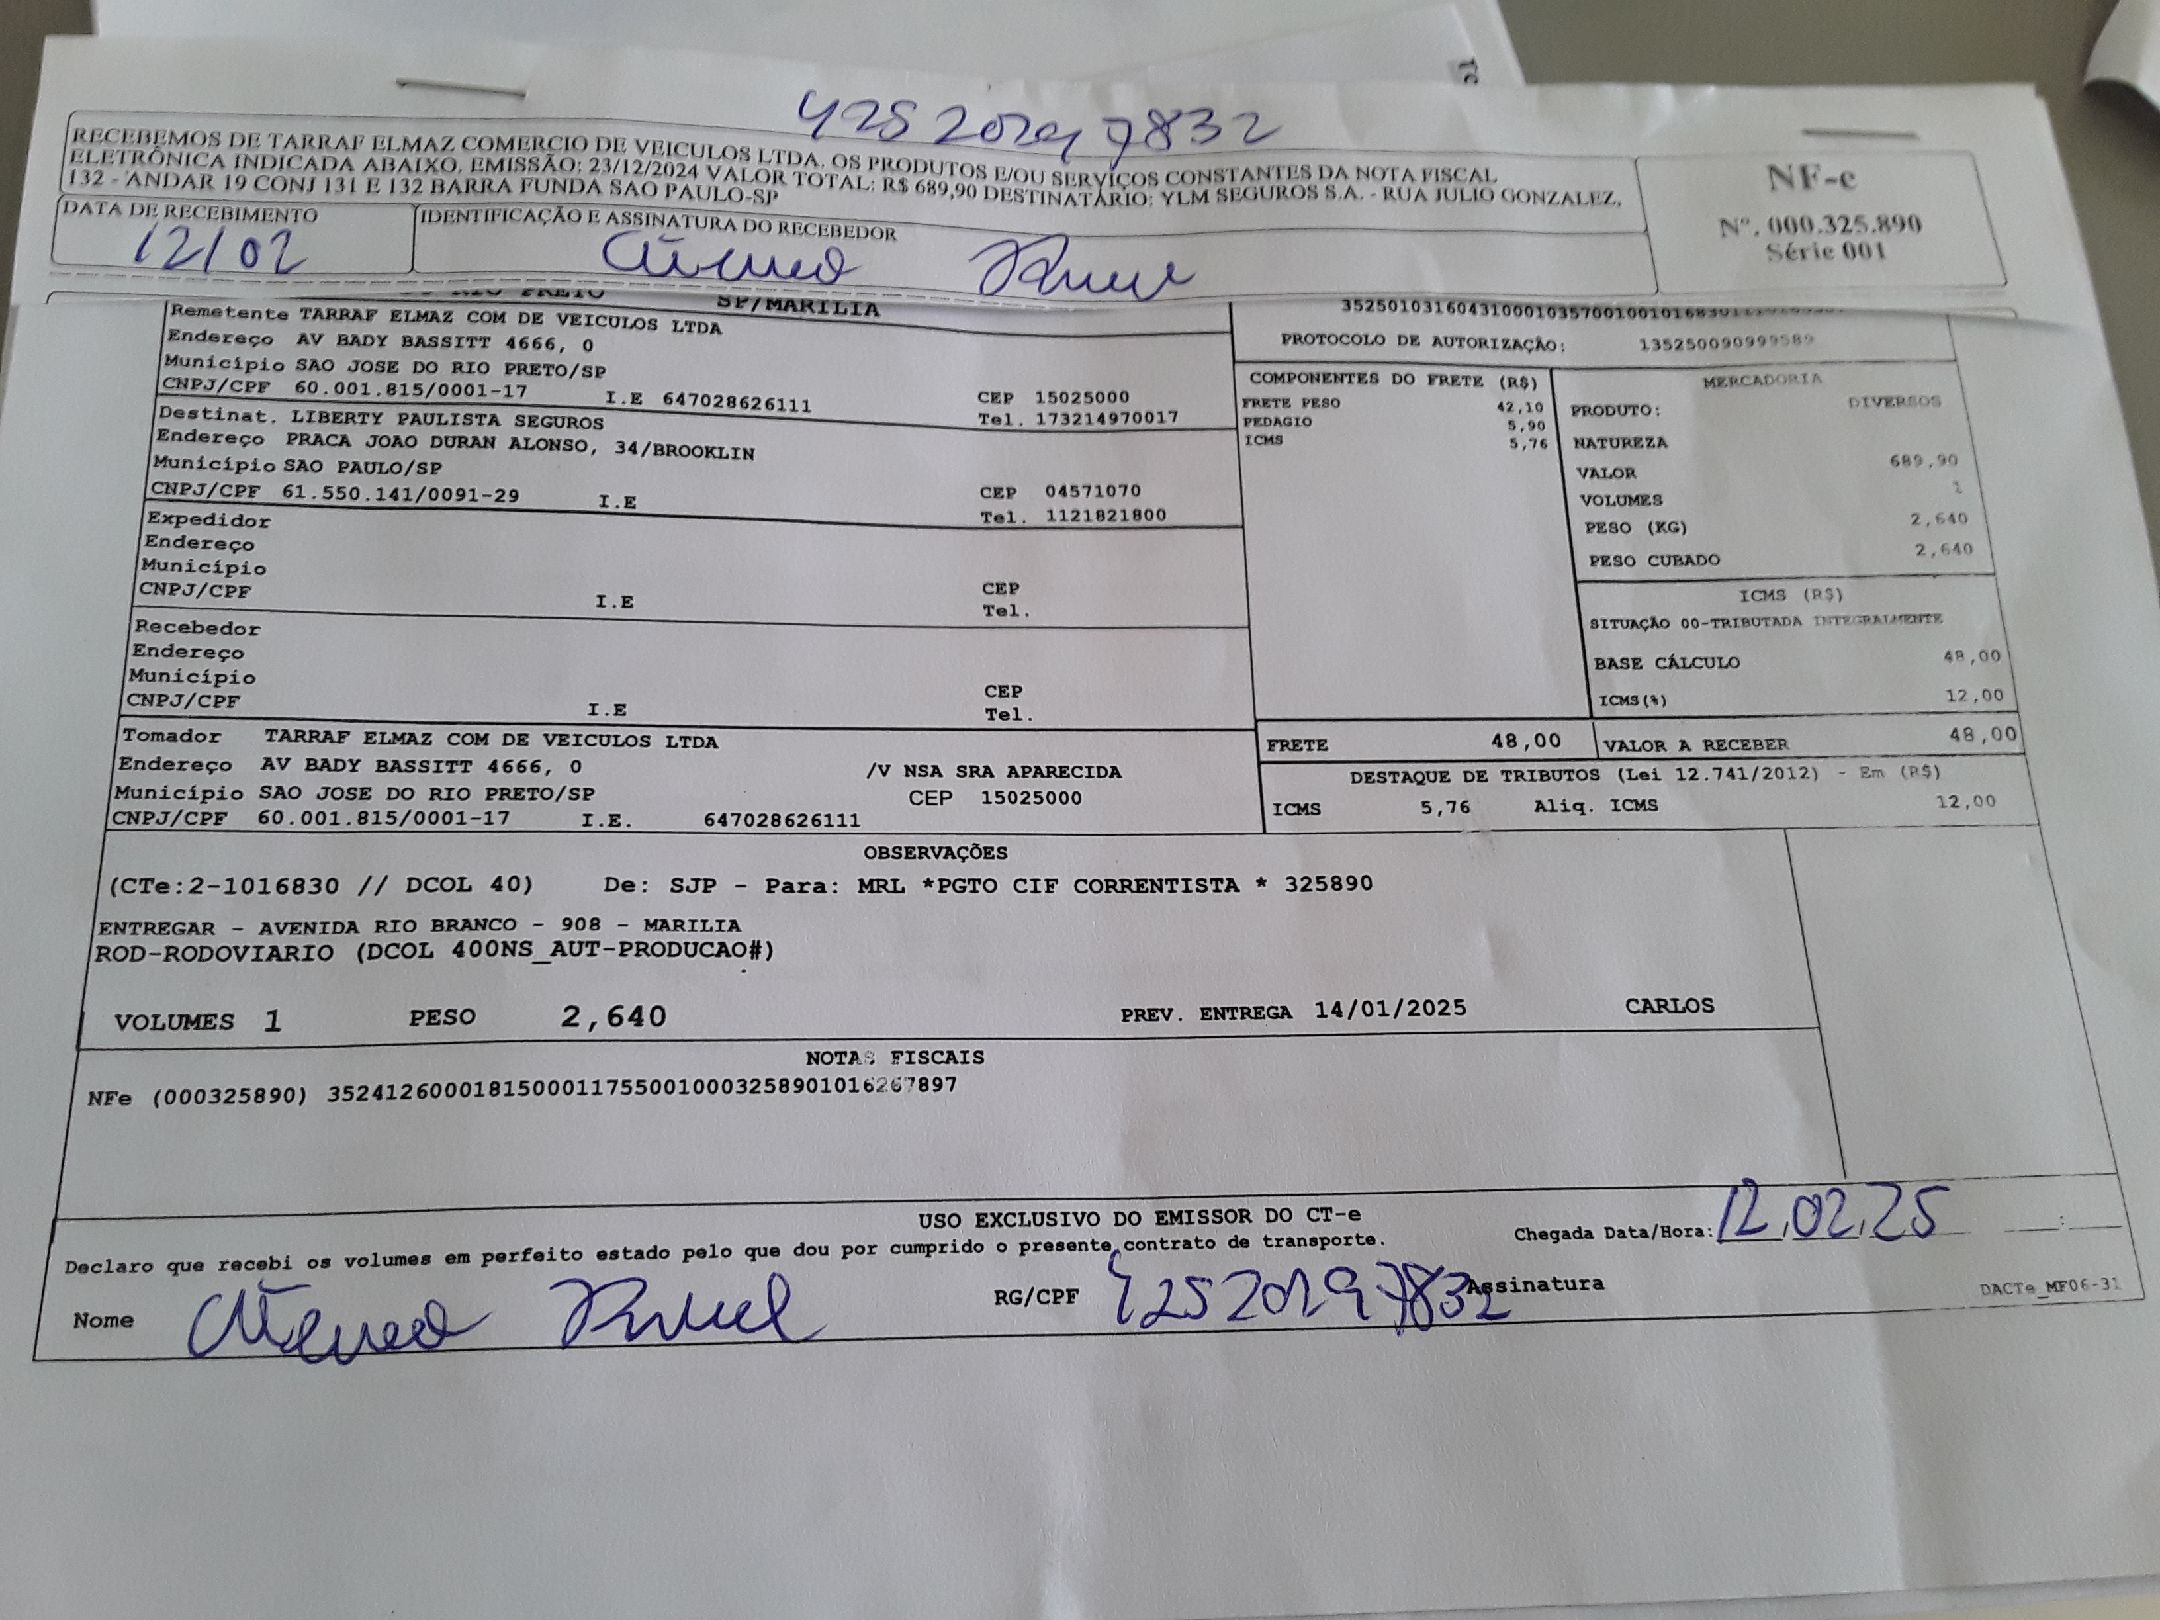 42520297832
RECEBEMOS DE TARRAF ELMAZ COMERCIO DE VEICULOS LTDA. OS PRODUTOS E/OU SERVIÇOS CONSTANTES DA NOTA FISCAL
ELETRÔNICA INDICADA ABAIXO. EMISSÃO: 23/12/2024 VALOR TOTAL: R$ 689,90 DESTINATÁRIO: YLM SEGUROS S.A. - RUA JULIO GONZALEZ,
132 - ANDAR 19 CONJ 131 E 132 BARRA FUNDA SAO PAULO-SP
NF-e
Nº. 000.325.890
Série 001
DATA DE RECEBIMENTO
12/02
IDENTIFICAÇÃO E ASSINATURA DO RECEBEDOR
RIO PRETO SP/MARILIA
Remetente TARRAF ELMAZ COM DE VEICULOS LTDA
Endereço AV BADY BASSITT 4666, 0
Município SAO JOSE DO RIO PRETO/SP
CNPJ/CPF 60.001.815/0001-17 I.E 647028626111 CEP 15025000
Tel. 173214970017
Destinat. LIBERTY PAULISTA SEGUROS
Endereço PRACA JOAO DURAN ALONSO, 34/BROOKLIN
Município SAO PAULO/SP
CNPJ/CPF 61.550.141/0091-29 I.E CEP 04571070
Tel. 1121821800
Expedidor
Endereço
Município
CNPJ/CPF I.E CEP
Tel.
Recebedor
Endereço
Município
CNPJ/CPF I.E CEP
Tel.
Tomador TARRAF ELMAZ COM DE VEICULOS LTDA
Endereço AV BADY BASSITT 4666, 0 /V NSA SRA APARECIDA
Município SAO JOSE DO RIO PRETO/SP CEP 15025000
CNPJ/CPF 60.001.815/0001-17 I.E. 647028626111
PROTOCOLO DE AUTORIZAÇÃO: 135250090999589
COMPONENTES DO FRETE (R$)
FRETE PESO 42,10
PEDAGIO 5,90
ICMS 5,76
MERCADORIA
PRODUTO: DIVERSOS
NATUREZA
VALOR 689,90
VOLUMES 1
PESO (KG) 2,640
PESO CUBADO 2,640
ICMS (R$)
SITUAÇÃO 00-TRIBUTADA INTEGRALMENTE
BASE CÁLCULO 48,00
ICMS(%) 12,00
FRETE 48,00 VALOR A RECEBER 48,00
DESTAQUE DE TRIBUTOS (Lei 12.741/2012) - Em (R$)
ICMS 5,76 Aliq. ICMS 12,00
OBSERVAÇÕES
(CTe:2-1016830 // DCOL 40) De: SJP - Para: MRL *PGTO CIF CORRENTISTA * 325890
ENTREGAR - AVENIDA RIO BRANCO - 908 - MARILIA
ROD-RODOVIARIO (DCOL 400NS_AUT-PRODUCAO#)
VOLUMES 1 PESO 2,640 PREV. ENTREGA 14/01/2025 CARLOS
NOTAS FISCAIS
NFe (000325890) 35241260001815000117550010003258901016267897
USO EXCLUSIVO DO EMISSOR DO CT-e
Declaro que recebi os volumes em perfeito estado pelo que dou por cumprido o presente contrato de transporte.
Chegada Data/Hora: 12.02.25 :
Nome RG/CPF 42520197832 Assinatura
DACTe_MF06-31